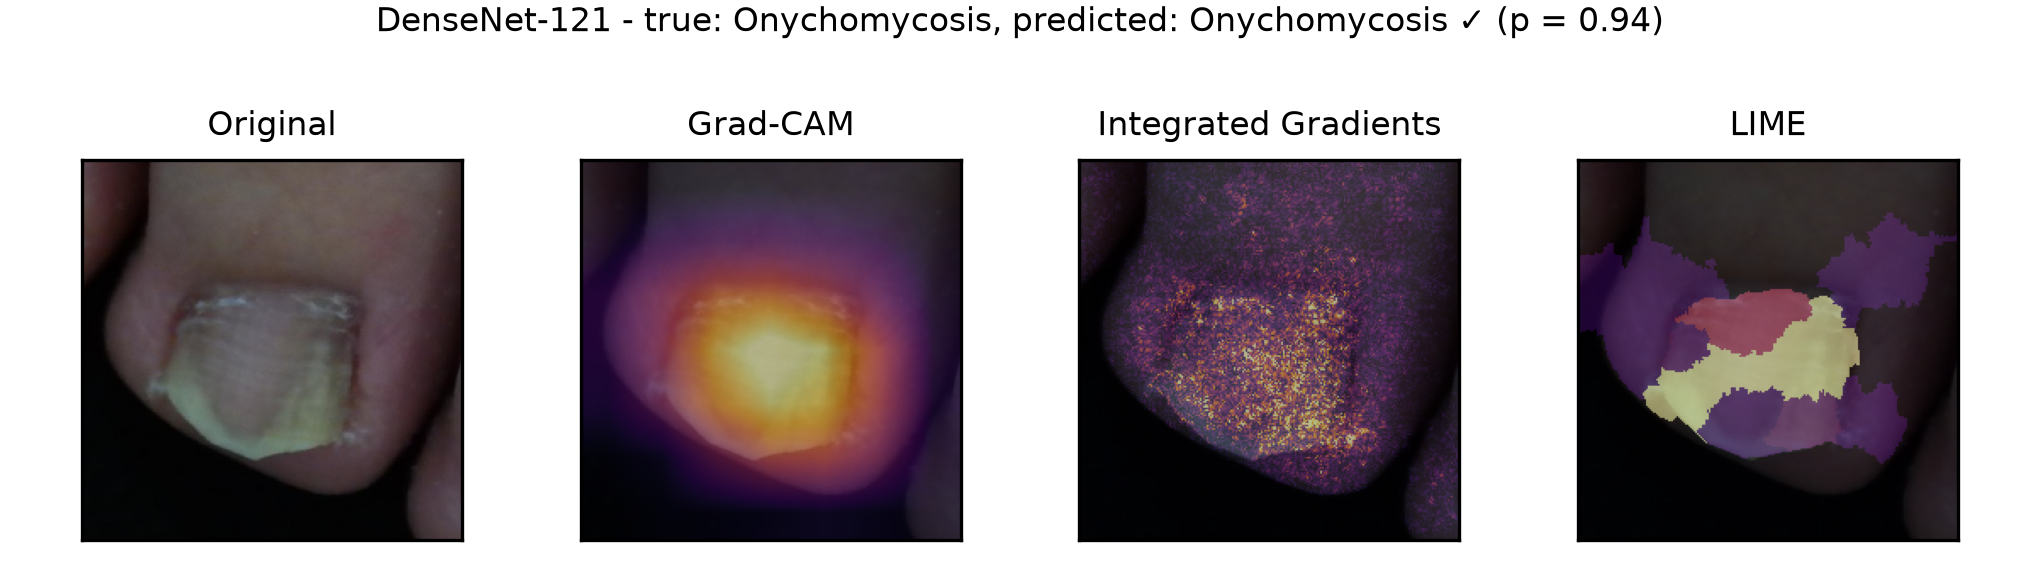 DenseNet-121 - true: Onychomycosis, predicted: Onychomycosis ✓ (p = 0.94)
Original
Grad-CAM
Integrated Gradients
LIME